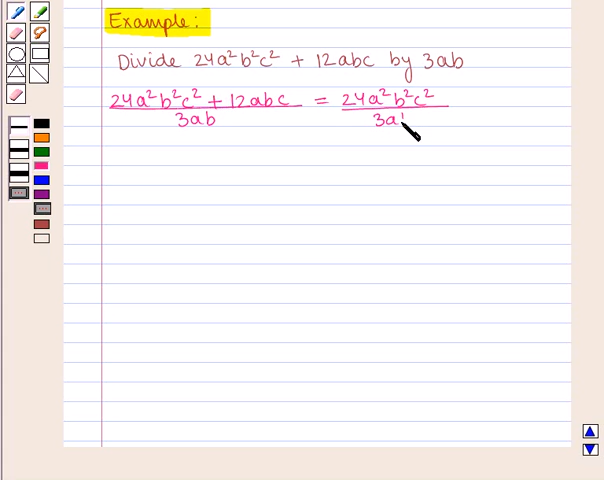 Example:
Divide 24a²b²c² + 12abc by 3ab
24a²b²c² + 12abc = 24a²b²c²
3ab 3a